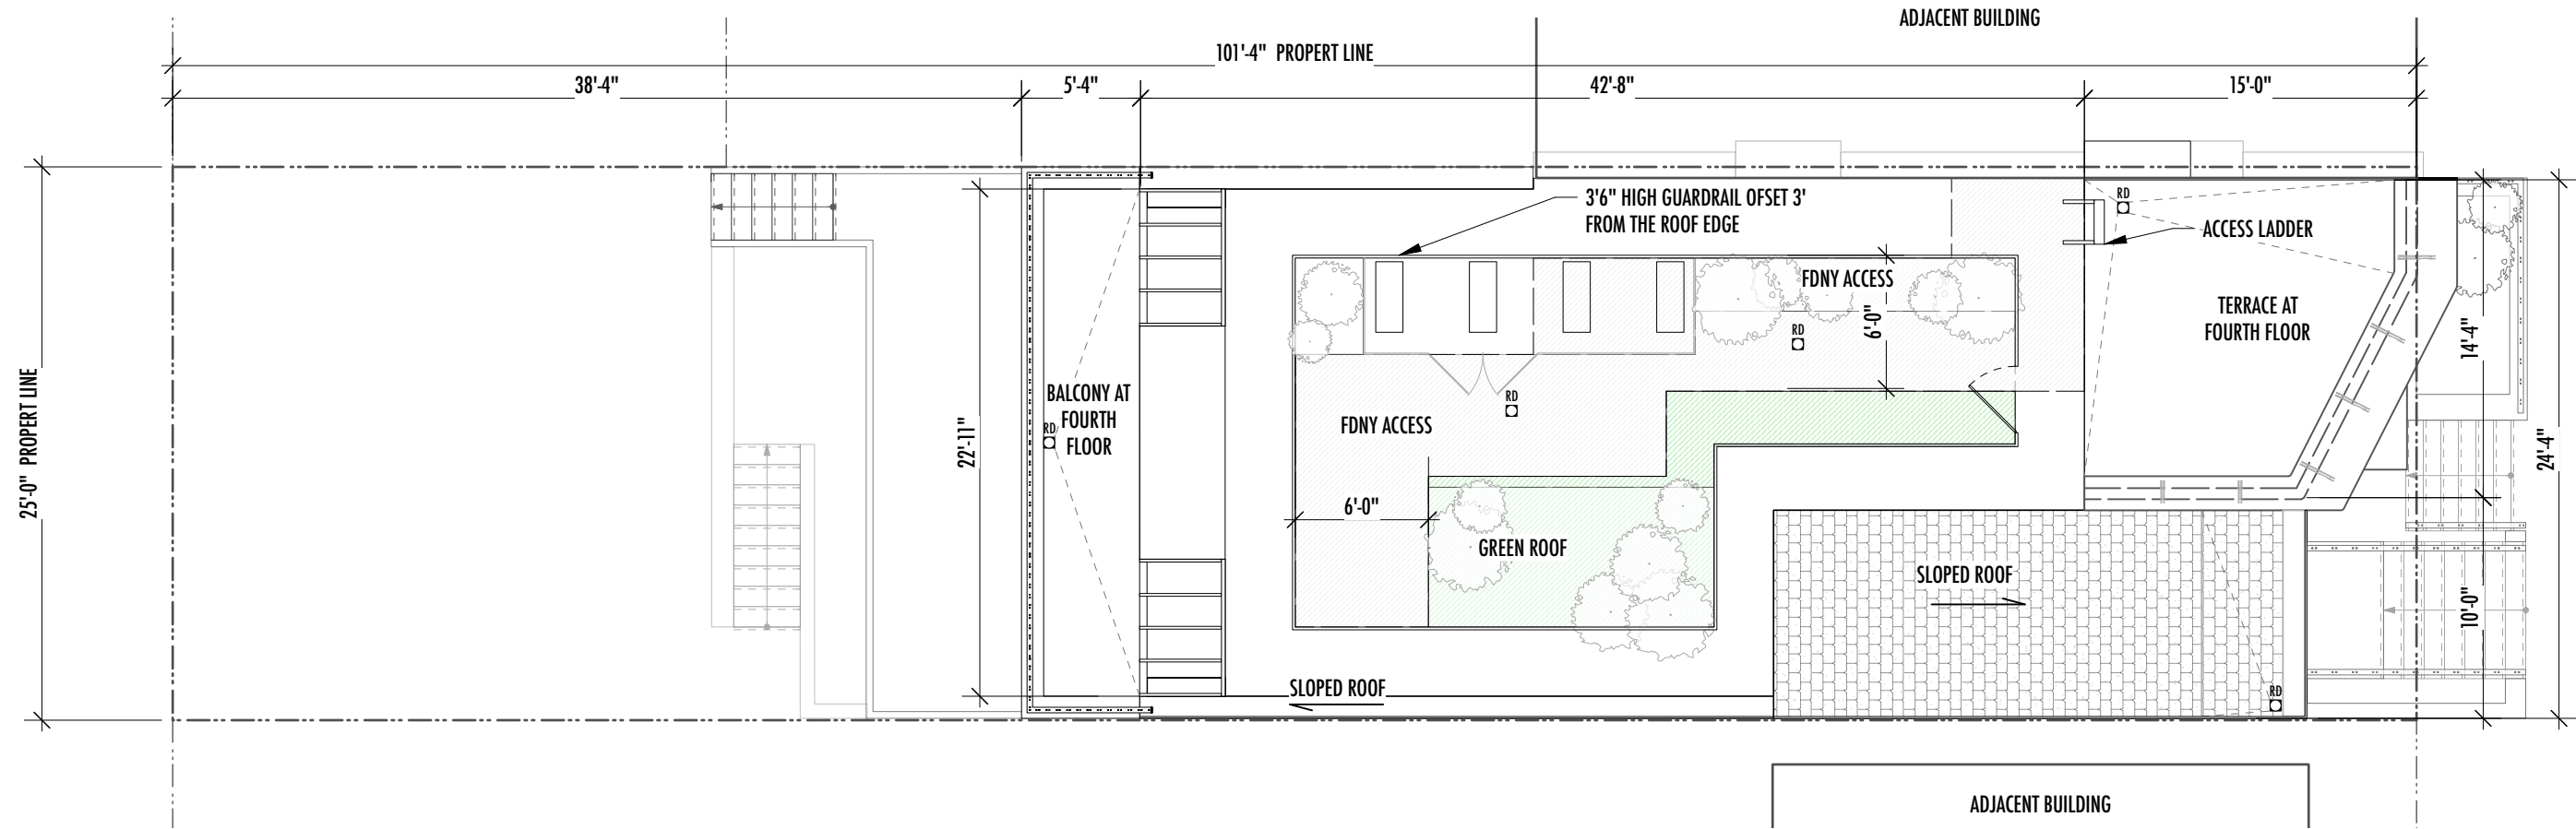 ADJACENT BUILDING
101'-4" PROPERT LINE
38'-4"
5'-4"
42'-8"
15'-0"
3'6" HIGH GUARDRAIL OFSET 3'
FROM THE ROOF EDGE
RD
ACCESS LADDER
FDNY ACCESS
TERRACE AT
FOURTH FLOOR
6'-0"
RD
14'-4"
25'-0" PROPERT LINE
22'-11"
BALCONY AT
FOURTH
FLOOR
RD
RD
FDNY ACCESS
24'-4"
6'-0"
GREEN ROOF
SLOPED ROOF
10'-0"
SLOPED ROOF
RD
ADJACENT BUILDING